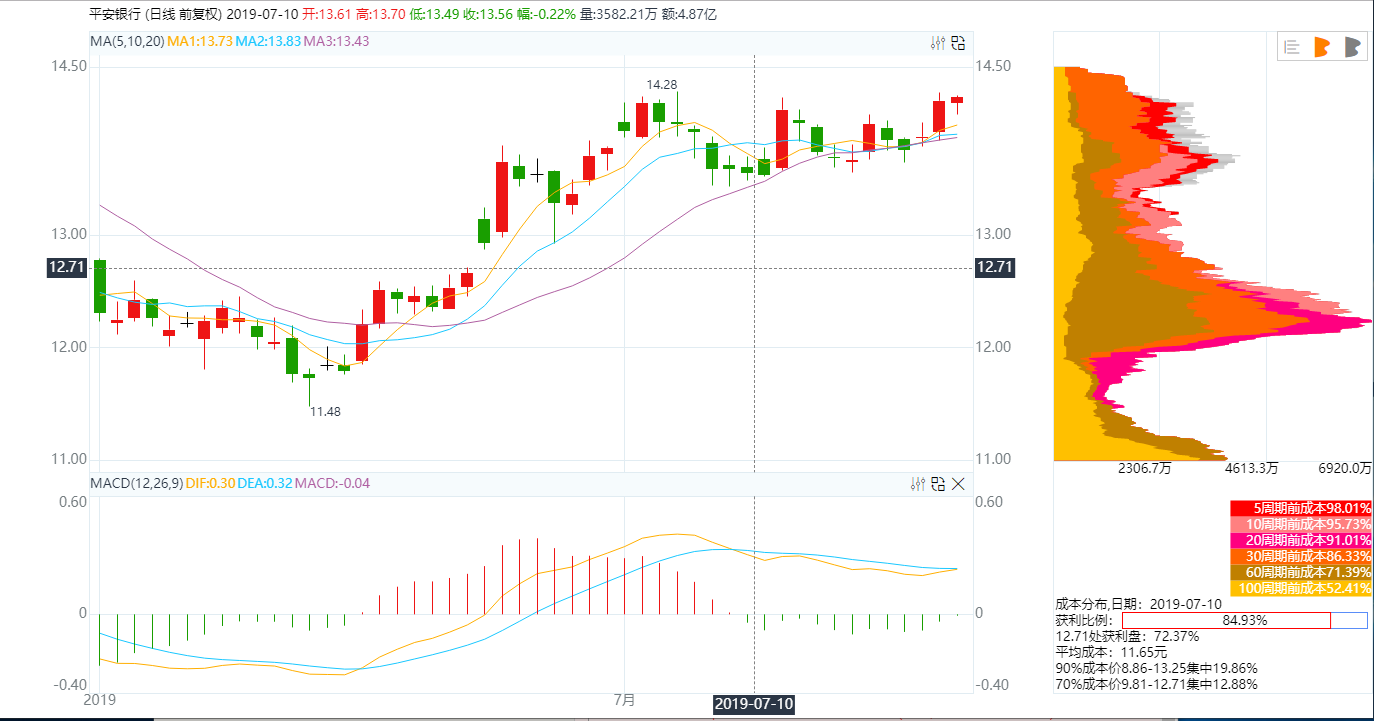 平安银行 (日线 前复权) 2019-07-10 开:13.61 高:13.70 低:13.49 收:13.56 幅:-0.22% 量:3582.21万 额:4.87亿
MA(5,10,20) MA1:13.73 MA2:13.83 MA3:13.43
14.50
14.50
14.28
13.00
13.00
12.71
12.71
12.00
12.00
11.48
11.00
11.00
MACD(12,26,9) DIF:0.30 DEA:0.32 MACD:-0.04
0.60
0.60
0
0
-0.40
-0.40
2019
7月
2019-07-10
2306.7万
4613.3万
6920.0万
5周期前成本98.01%
10周期前成本95.73%
20周期前成本91.01%
30周期前成本86.33%
60周期前成本71.39%
100周期前成本52.41%
成本分布,日期：2019-07-10
获利比例：84.93%
12.71处获利盘：72.37%
平均成本：11.65元
90%成本价8.86-13.25集中19.86%
70%成本价9.81-12.71集中12.88%